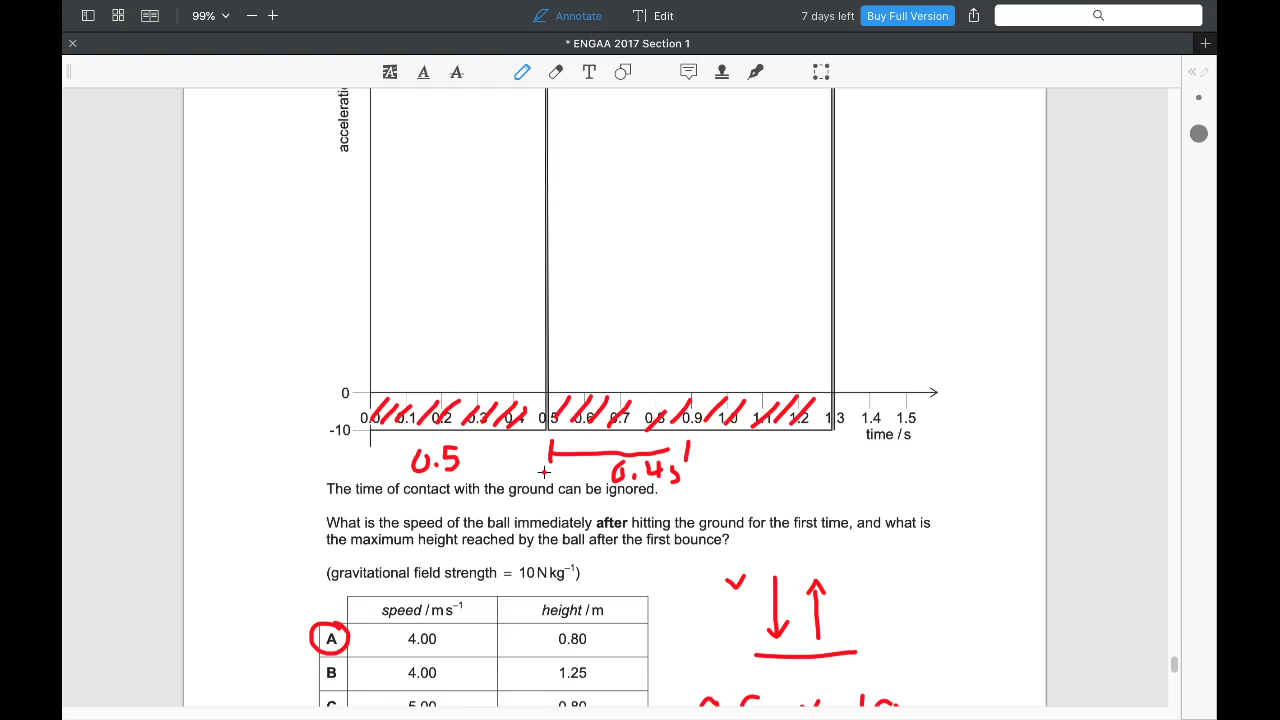 99%
Annotate
Edit
7 days left
Buy Full Version
* ENGAA 2017 Section 1
acceleratio
0
0 0.1 0.2 0.3 0.4 0.5 0.6 0.7 0.8 0.9 1.0 1.1 1.2 1.3 1.4 1.5
-10
time / s
0.5
0.4s
The time of contact with the ground can be ignored.
What is the speed of the ball immediately after hitting the ground for the first time, and what is
the maximum height reached by the ball after the first bounce?
(gravitational field strength = 10 N kg⁻¹)
v
speed / m s⁻¹ height / m
A 4.00 0.80
B 4.00 1.25
C 5.00 0.80